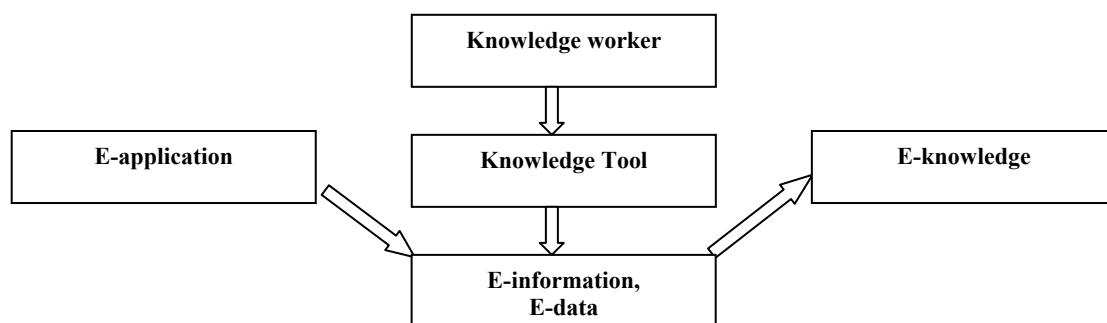 Knowledge worker
E-application
Knowledge Tool
E-knowledge
E-information,
E-data